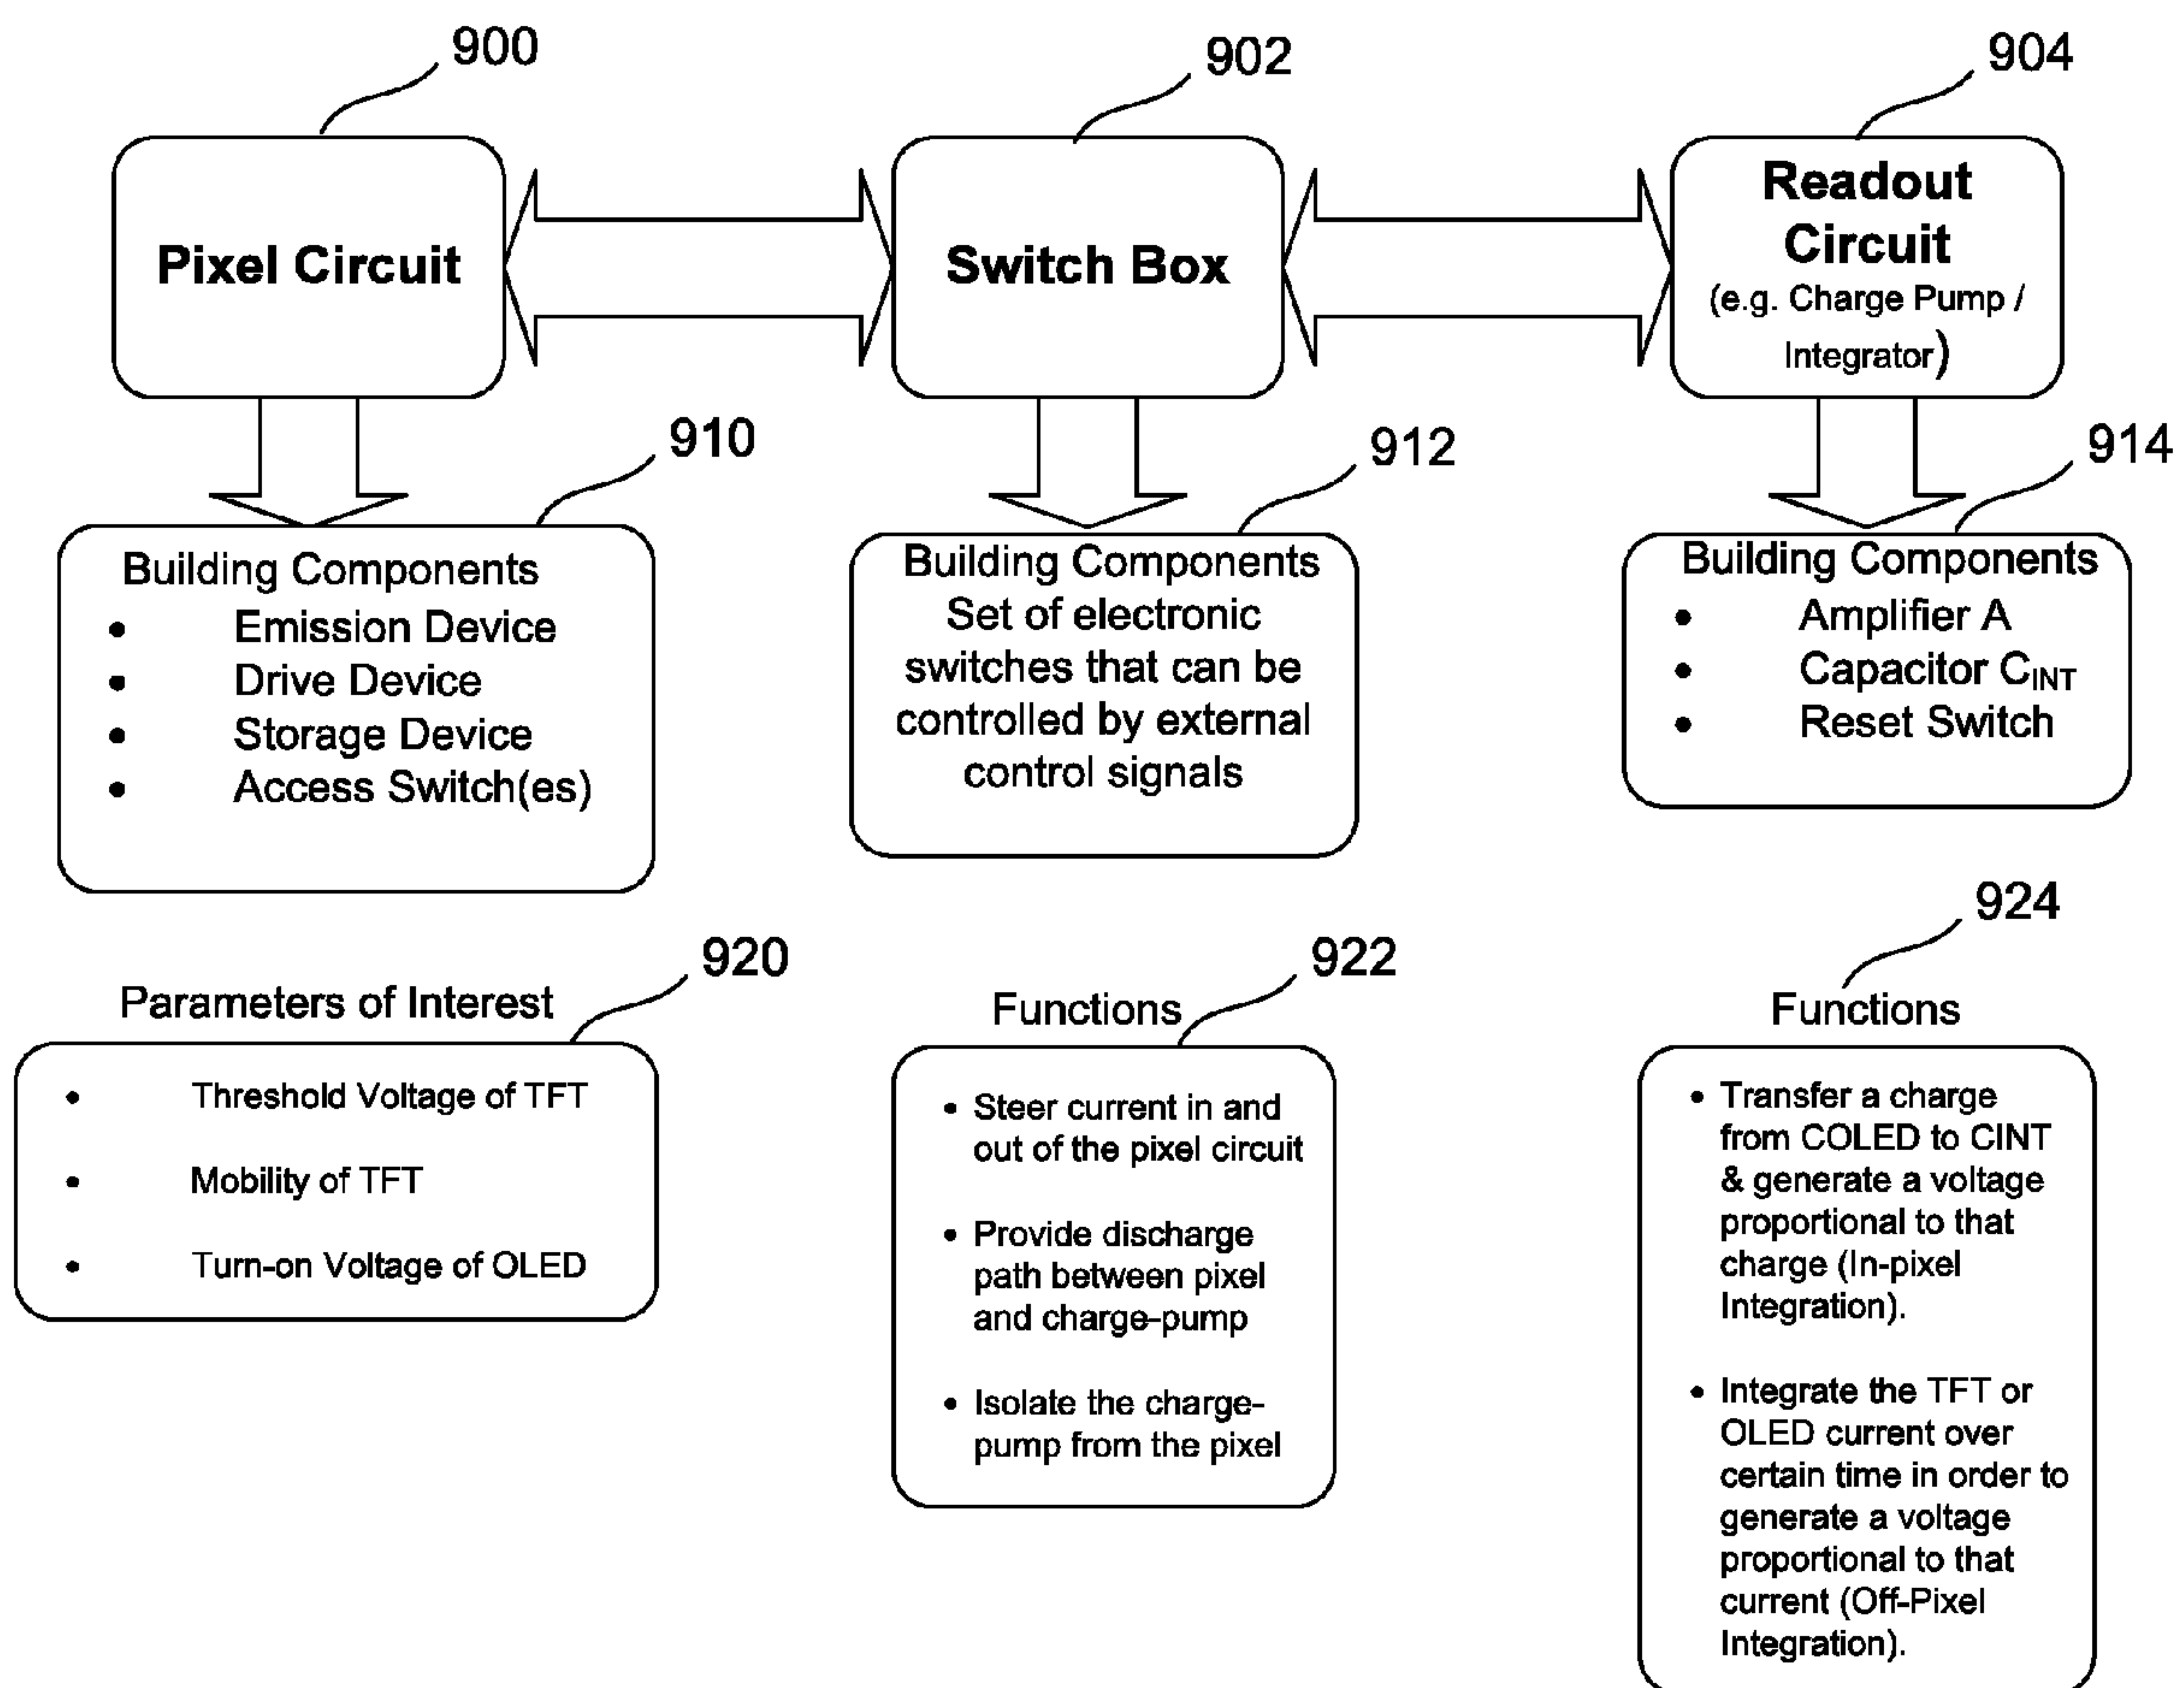 900
902
904
Pixel Circuit
Switch Box
Readout
Circuit
(e.g. Charge Pump /
Integrator)
910
912
914
Building Components
• Emission Device
• Drive Device
• Storage Device
• Access Switch(es)
Building Components
Set of electronic
switches that can be
controlled by external
control signals
Building Components
• Amplifier A
• Capacitor CINT
• Reset Switch
920
922
924
Parameters of Interest
• Threshold Voltage of TFT
• Mobility of TFT
• Turn-on Voltage of OLED
Functions
• Steer current in and
out of the pixel circuit
• Provide discharge
path between pixel
and charge-pump
• Isolate the charge-
pump from the pixel
Functions
• Transfer a charge
from COLED to CINT
& generate a voltage
proportional to that
charge (In-pixel
Integration).
• Integrate the TFT or
OLED current over
certain time in order to
generate a voltage
proportional to that
current (Off-Pixel
Integration).